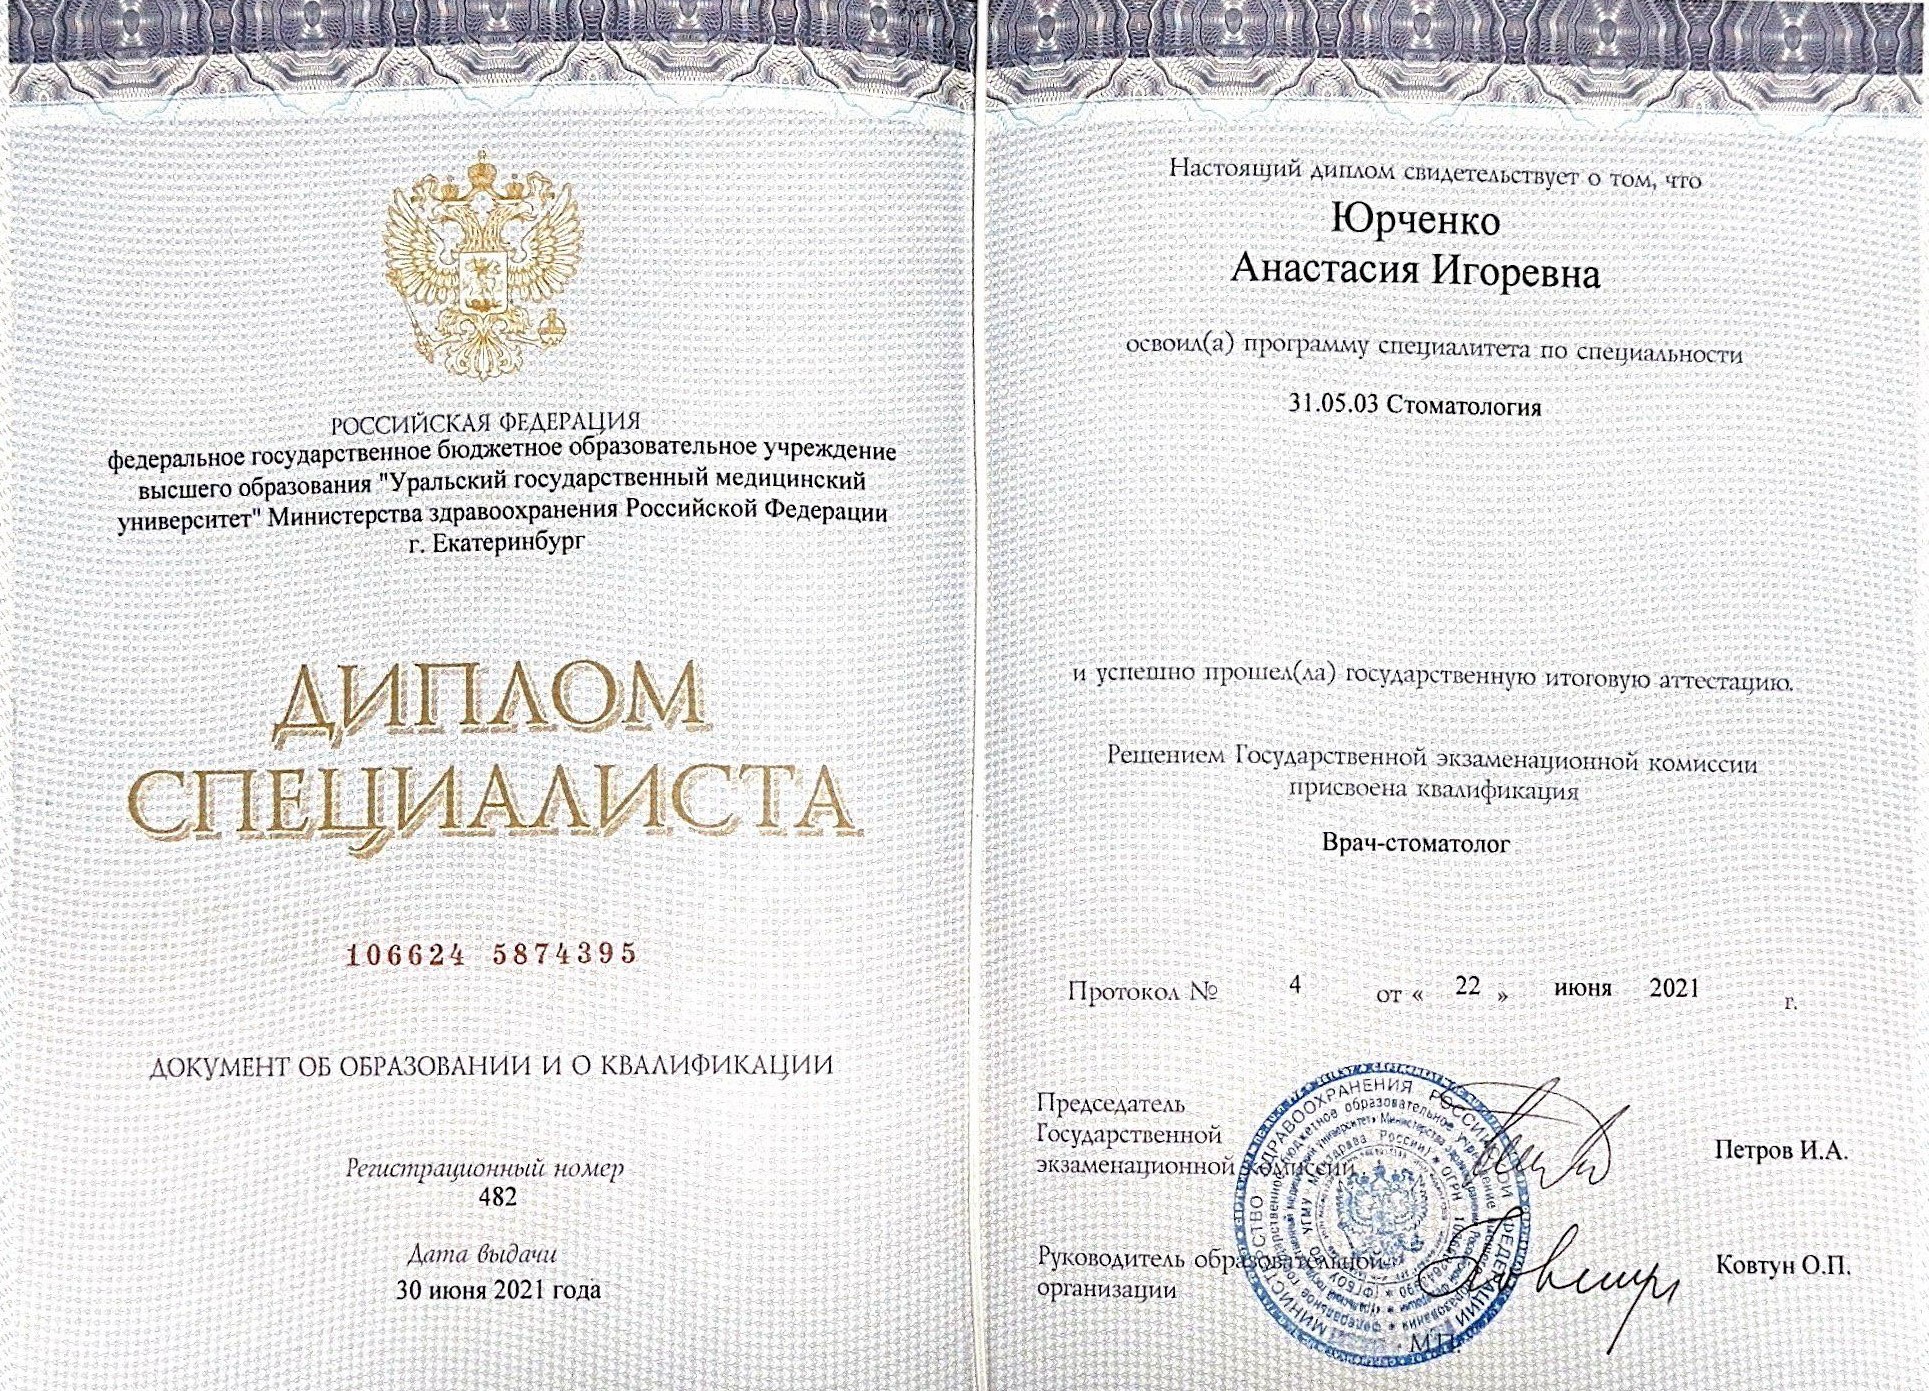 РОССИЙСКАЯ ФЕДЕРАЦИЯ
федеральное государственное бюджетное образовательное учреждение
высшего образования "Уральский государственный медицинский
университет" Министерства здравоохранения Российской Федерации
г. Екатеринбург
ДИПЛОМ
СПЕЦИАЛИСТА
106624 5874395
ДОКУМЕНТ ОБ ОБРАЗОВАНИИ И О КВАЛИФИКАЦИИ
Регистрационный номер
482
Дата выдачи
30 июня 2021 года
Настоящий диплом свидетельствует о том, что
Юрченко
Анастасия Игоревна
освоил(а) программу специалитета по специальности
31.05.03 Стоматология
и успешно прошел(ла) государственную итоговую аттестацию.
Решением Государственной экзаменационной комиссии
присвоена квалификация
Врач-стоматолог
Протокол № 4 от « 22 » июня 2021 г.
Председатель
Государственной
экзаменационной комиссии
Петров И.А.
Руководитель образовательной
организации
Ковтун О.П.
М.П.
МИНИСТЕРСТВО ЗДРАВООХРАНЕНИЯ РОССИЙСКОЙ ФЕДЕРАЦИИ